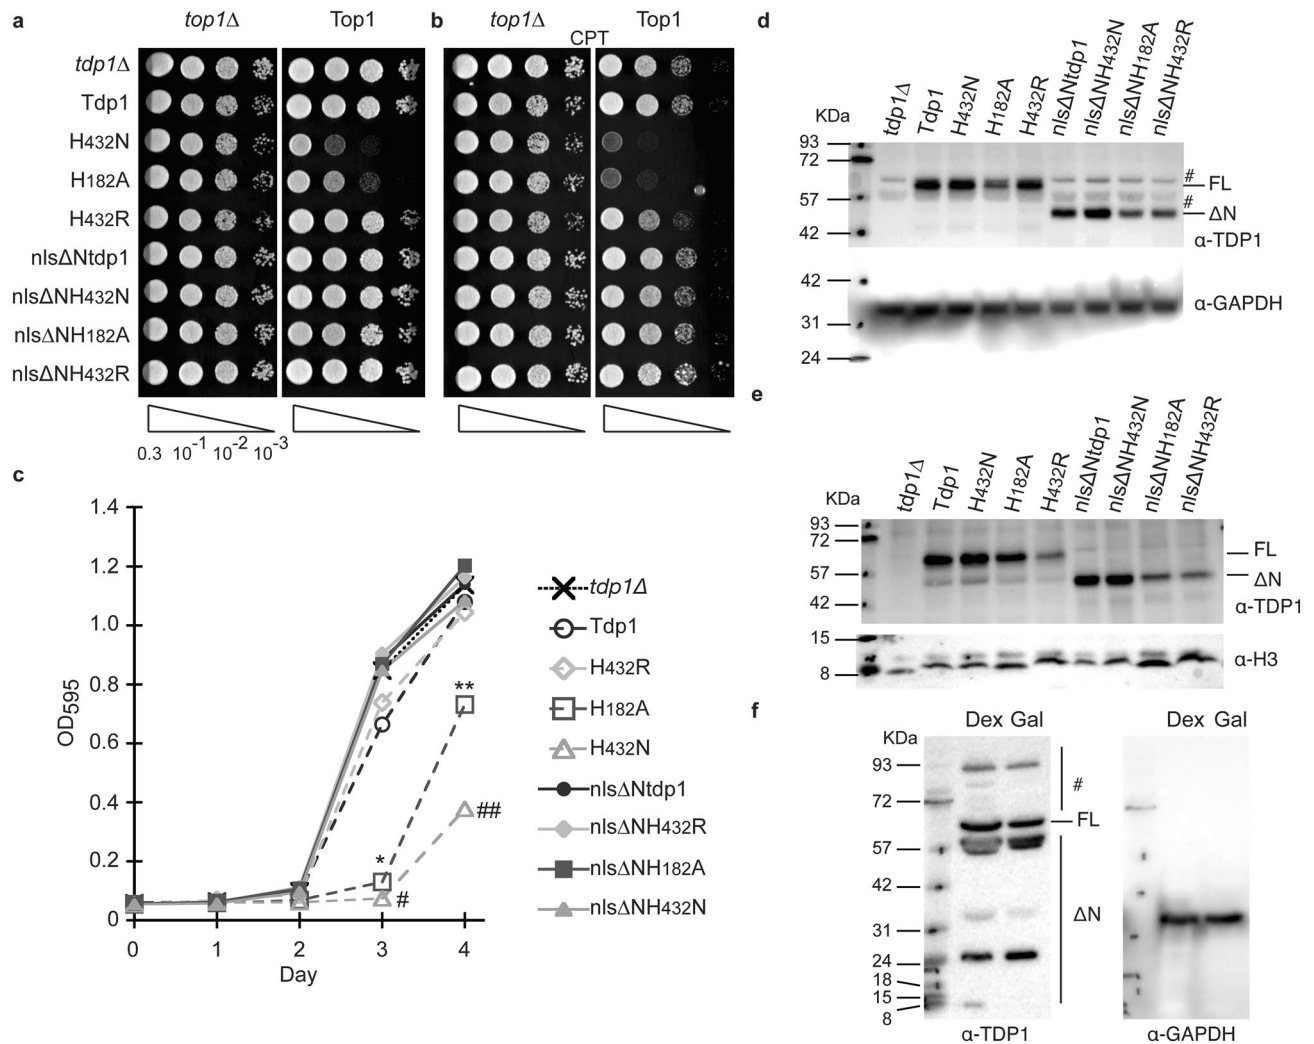 a
top1Δ
Top1
b
top1Δ
Top1
CPT
tdp1Δ
Tdp1
H432N
H182A
H432R
nlsΔNtdp1
nlsΔNH432N
nlsΔNH182A
nlsΔNH432R
0.3 10-1 10-2 10-3
c
1.4
1.2
1.0
0.8
0.6
0.4
0.2
0
OD595
0 1 2 3 4
Day
*
**
#
##
tdp1Δ
Tdp1
H432R
H182A
H432N
nlsΔNtdp1
nlsΔNH432R
nlsΔNH182A
nlsΔNH432N
d
KDa
tdp1Δ
Tdp1
H432N
H182A
H432R
nlsΔNtdp1
nlsΔNH432N
nlsΔNH182A
nlsΔNH432R
93
72
57
42
#
FL
#
ΔN
α-TDP1
42
31
24
α-GAPDH
e
KDa
tdp1Δ
Tdp1
H432N
H182A
H432R
nlsΔNtdp1
nlsΔNH432N
nlsΔNH182A
nlsΔNH432R
93
72
57
42
FL
ΔN
α-TDP1
15
8
α-H3
f
Dex Gal
KDa
93
72
57
42
31
24
18
15
8
#
FL
ΔN
α-TDP1
Dex Gal
α-GAPDH